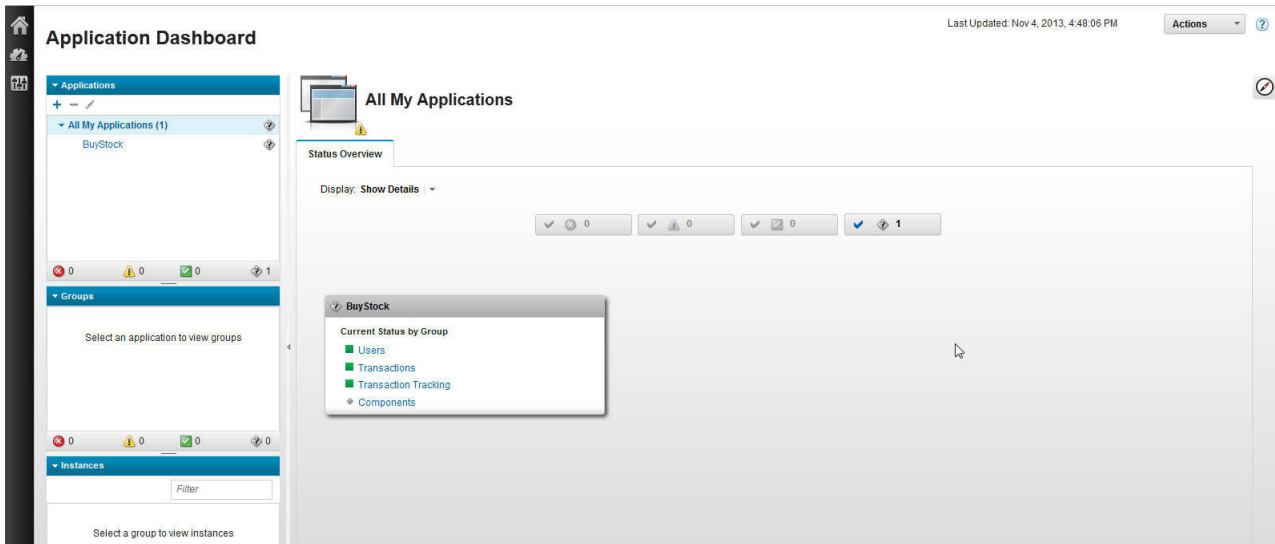 Last Updated: Nov 4, 2013, 4:48:06 PM
Actions
Application Dashboard
Applications
All My Applications (1)
BuyStock
0 0 0 1
Groups
Select an application to view groups
0 0 0 0
Instances
Filter
Select a group to view instances
All My Applications
Status Overview
Display: Show Details
0 0 0 1
BuyStock
Current Status by Group
Users
Transactions
Transaction Tracking
Components